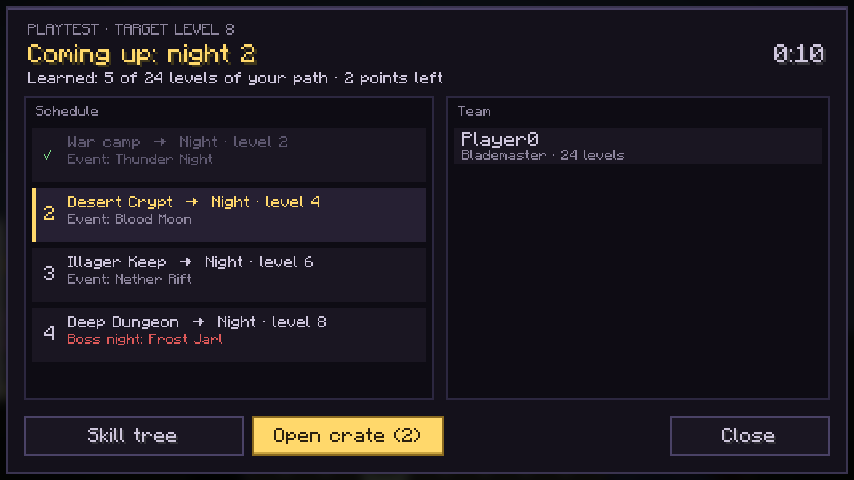 PLAYTEST · TARGET LEVEL 8
Coming up: night 2
0:10
Learned: 5 of 24 levels of your path · 2 points left
Schedule
✓
War camp → Night · level 2
Event: Thunder Night
2
Desert Crypt → Night · level 4
Event: Blood Moon
3
Illager Keep → Night · level 6
Event: Nether Rift
4
Deep Dungeon → Night · level 8
Boss night: Frost Jarl
Team
Player0
Blademaster · 24 levels
Skill tree
Open crate (2)
Close